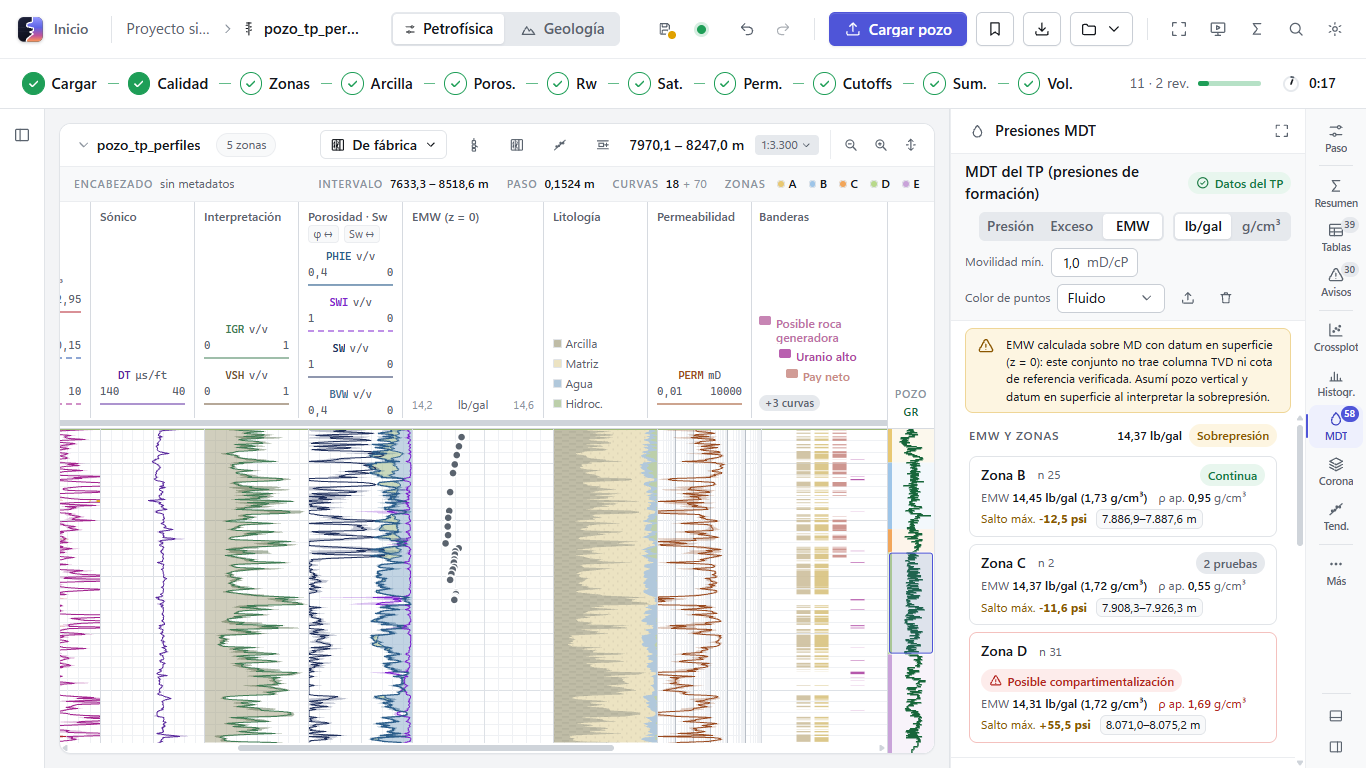 Inicio
Proyecto si...
pozo_tp_per...
Petrofísica
Geología
Cargar pozo
Cargar
Calidad
Zonas
Arcilla
Poros.
Rw
Sat.
Perm.
Cutoffs
Sum.
Vol.
11 · 2 rev.
0:17
pozo_tp_perfiles
5 zonas
De fábrica
7970,1 – 8247,0 m
1:3.300
ENCABEZADO sin metadatos
INTERVALO 7633,3 – 8518,6 m
PASO 0,1524 m
CURVAS 18 + 70
ZONAS A B C D E
Sónico
Interpretación
Porosidad · Sw
EMW (z = 0)
Litología
Permeabilidad
Banderas
φ ↔ Sw ↔
PHIE v/v
0,4 0
2,95
SWI v/v
1 0
0,15
IGR v/v
0 1
SW v/v
1 0
10
DT µs/ft
140 40
VSH v/v
0 1
BVW v/v
0,4 0
14,2 lb/gal 14,6
Arcilla
Matriz
Agua
Hidroc.
PERM mD
0,01 10000
Posible roca
generadora
Uranio alto
Pay neto
+3 curvas
POZO
GR
Presiones MDT
MDT del TP (presiones de
formación)
Datos del TP
Presión Exceso EMW
lb/gal g/cm³
Movilidad mín. 1,0 mD/cP
Color de puntos Fluido
EMW calculada sobre MD con datum en superficie
(z = 0): este conjunto no trae columna TVD ni cota
de referencia verificada. Asumí pozo vertical y
datum en superficie al interpretar la sobrepresión.
EMW Y ZONAS 14,37 lb/gal Sobrepresión
Zona B n 25 Continua
EMW 14,45 lb/gal (1,73 g/cm³) ρ ap. 0,95 g/cm³
Salto máx. -12,5 psi 7.886,9–7.887,6 m
Zona C n 2 2 pruebas
EMW 14,37 lb/gal (1,72 g/cm³) ρ ap. 0,55 g/cm³
Salto máx. -11,6 psi 7.908,3–7.926,3 m
Zona D n 31
Posible compartimentalización
EMW 14,31 lb/gal (1,72 g/cm³) ρ ap. 1,69 g/cm³
Salto máx. +55,5 psi 8.071,0–8.075,2 m
Paso
Resumen
39
Tablas
30
Avisos
Crossplot
Histogr.
58
MDT
Corona
Tend.
Más